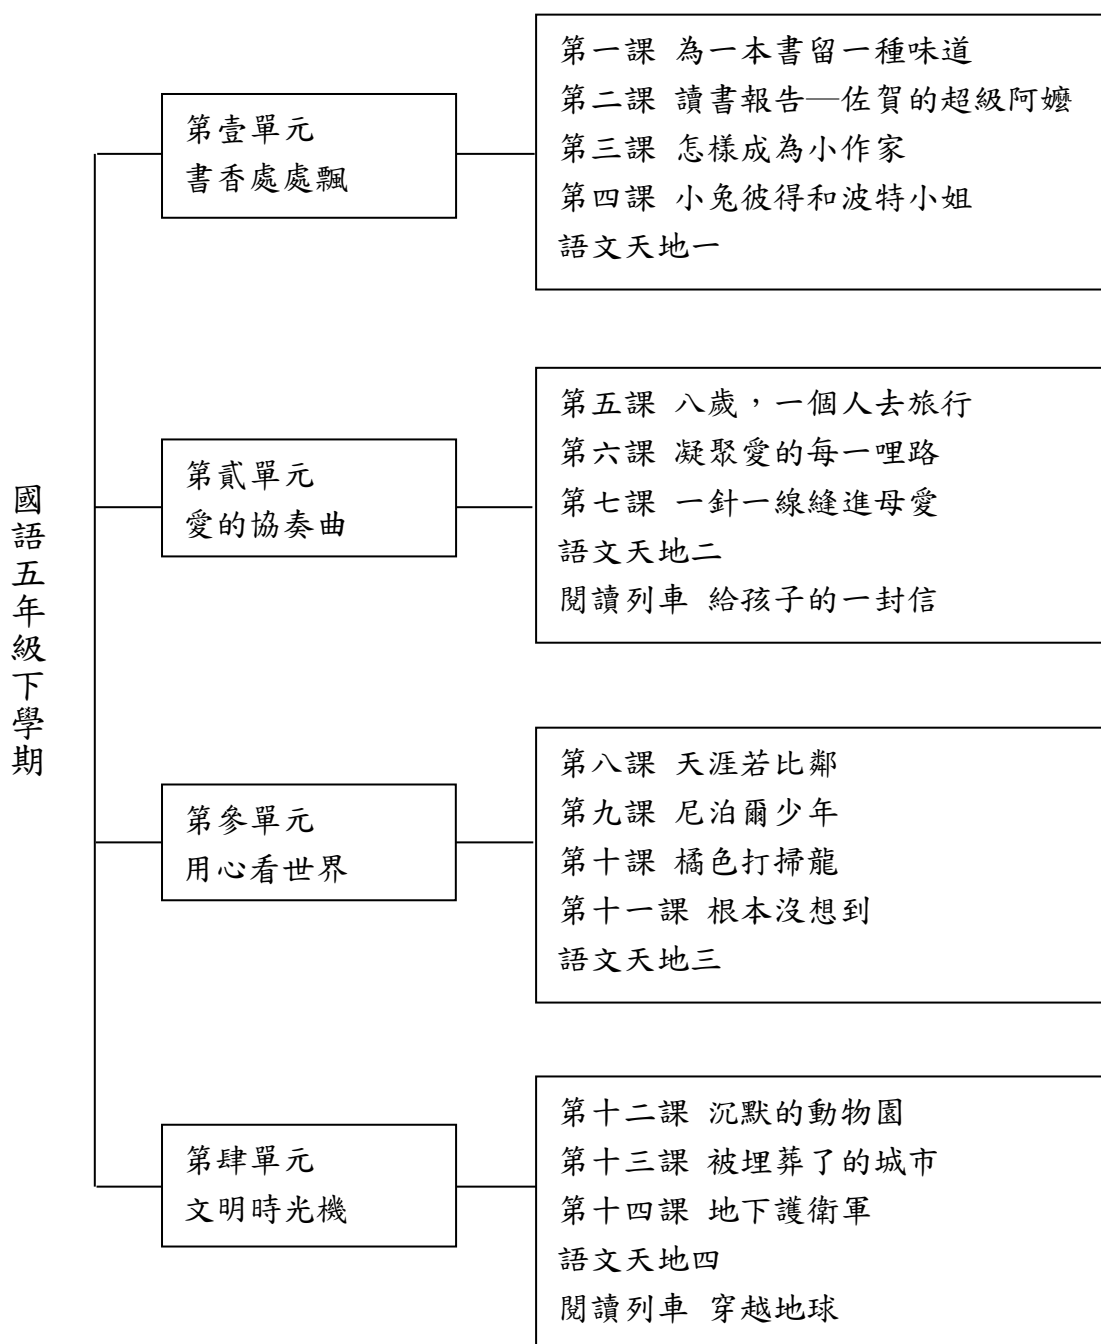 國語五年級下學期
第壹單元
書香處處飄
第一課 為一本書留一種味道
第二課 讀書報告—佐賀的超級阿嬤
第三課 怎樣成為小作家
第四課 小兔彼得和波特小姐
語文天地一
第貳單元
愛的協奏曲
第五課 八歲，一個人去旅行
第六課 凝聚愛的每一哩路
第七課 一針一線縫進母愛
語文天地二
閱讀列車 給孩子的一封信
第參單元
用心看世界
第八課 天涯若比鄰
第九課 尼泊爾少年
第十課 橘色打掃龍
第十一課 根本沒想到
語文天地三
第肆單元
文明時光機
第十二課 沉默的動物園
第十三課 被埋葬了的城市
第十四課 地下護衛軍
語文天地四
閱讀列車 穿越地球